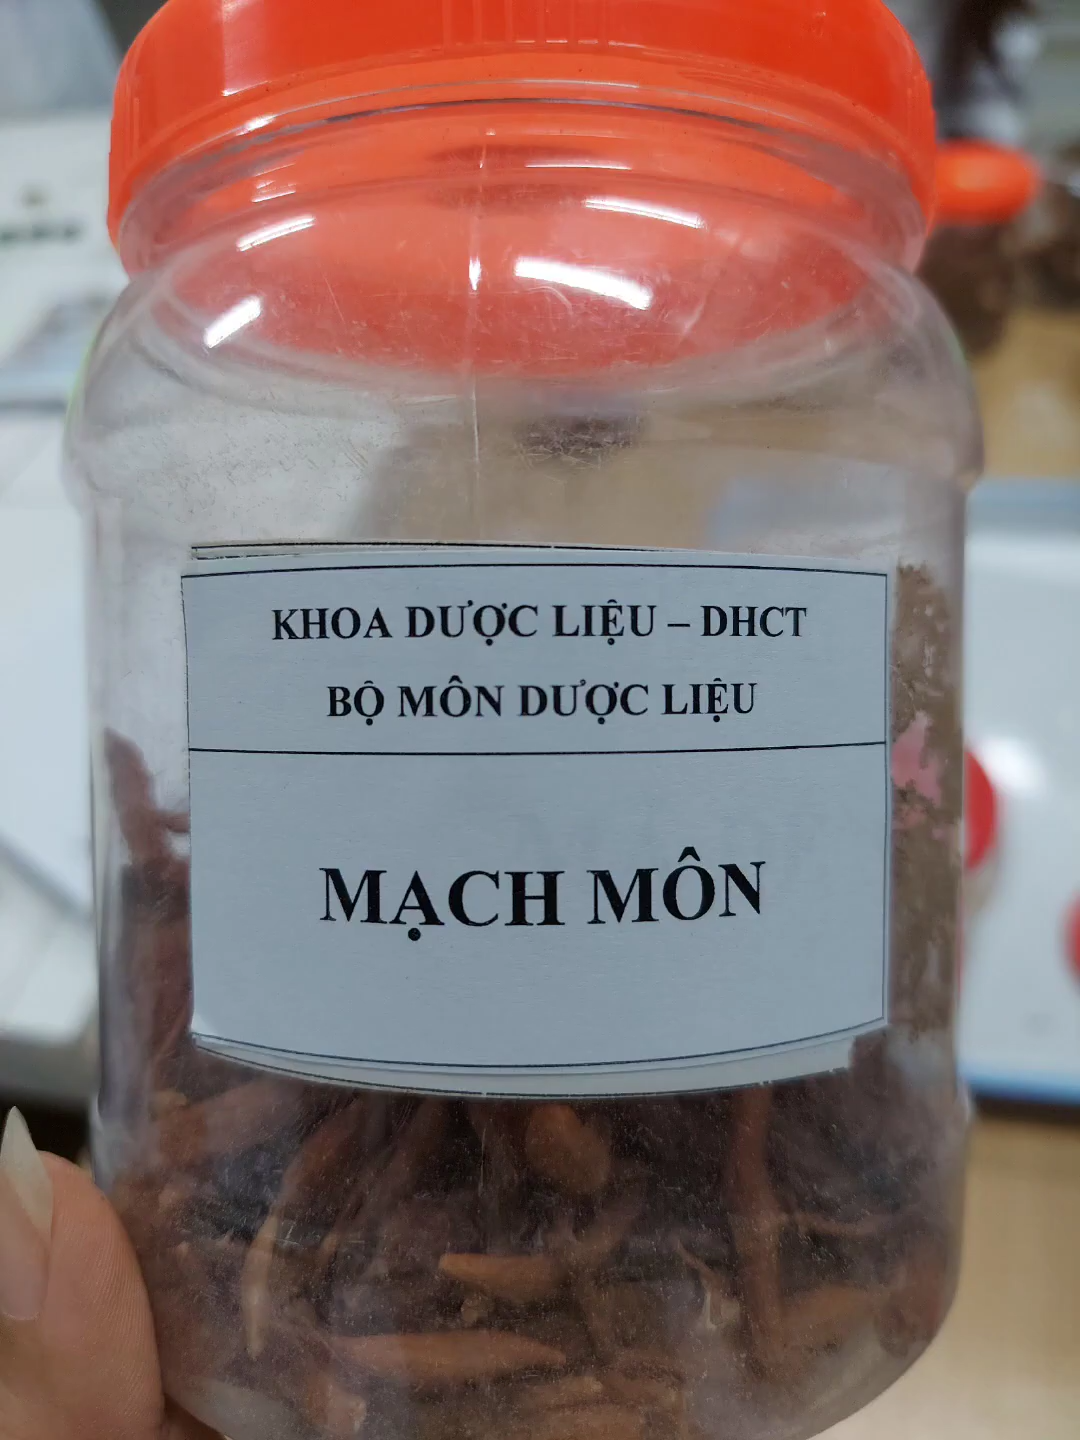 KHOA DƯỢC LIỆU – DHCT
BỘ MÔN DƯỢC LIỆU
MẠCH MÔN